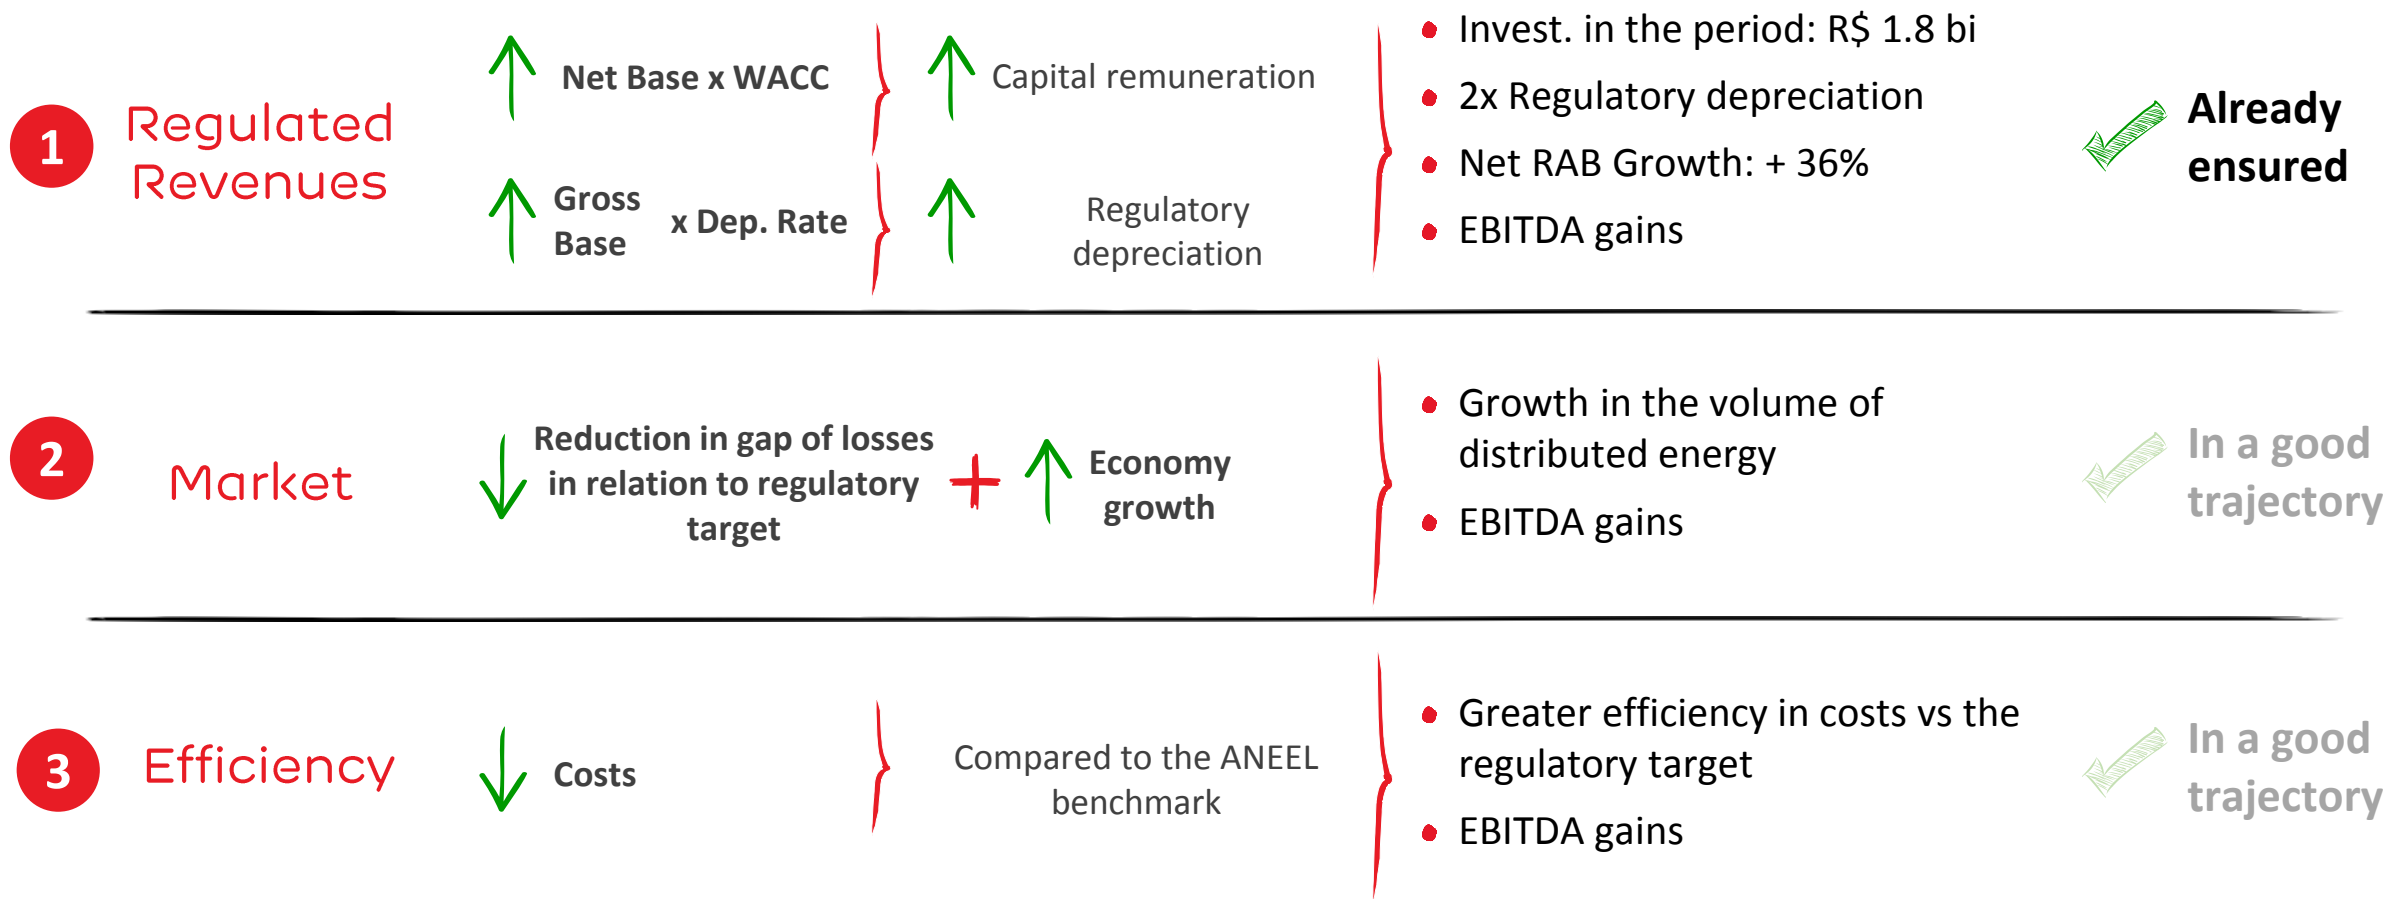 1
Regulated
Revenues
Net Base x WACC
Capital remuneration
Gross
Base
x Dep. Rate
Regulatory
depreciation
Invest. in the period: R$ 1.8 bi
2x Regulatory depreciation
Net RAB Growth: + 36%
EBITDA gains
Already
ensured
2
Market
Reduction in gap of losses
in relation to regulatory
target
+
Economy
growth
Growth in the volume of
distributed energy
EBITDA gains
In a good
trajectory
3
Efficiency
Costs
Compared to the ANEEL
benchmark
Greater efficiency in costs vs the
regulatory target
EBITDA gains
In a good
trajectory